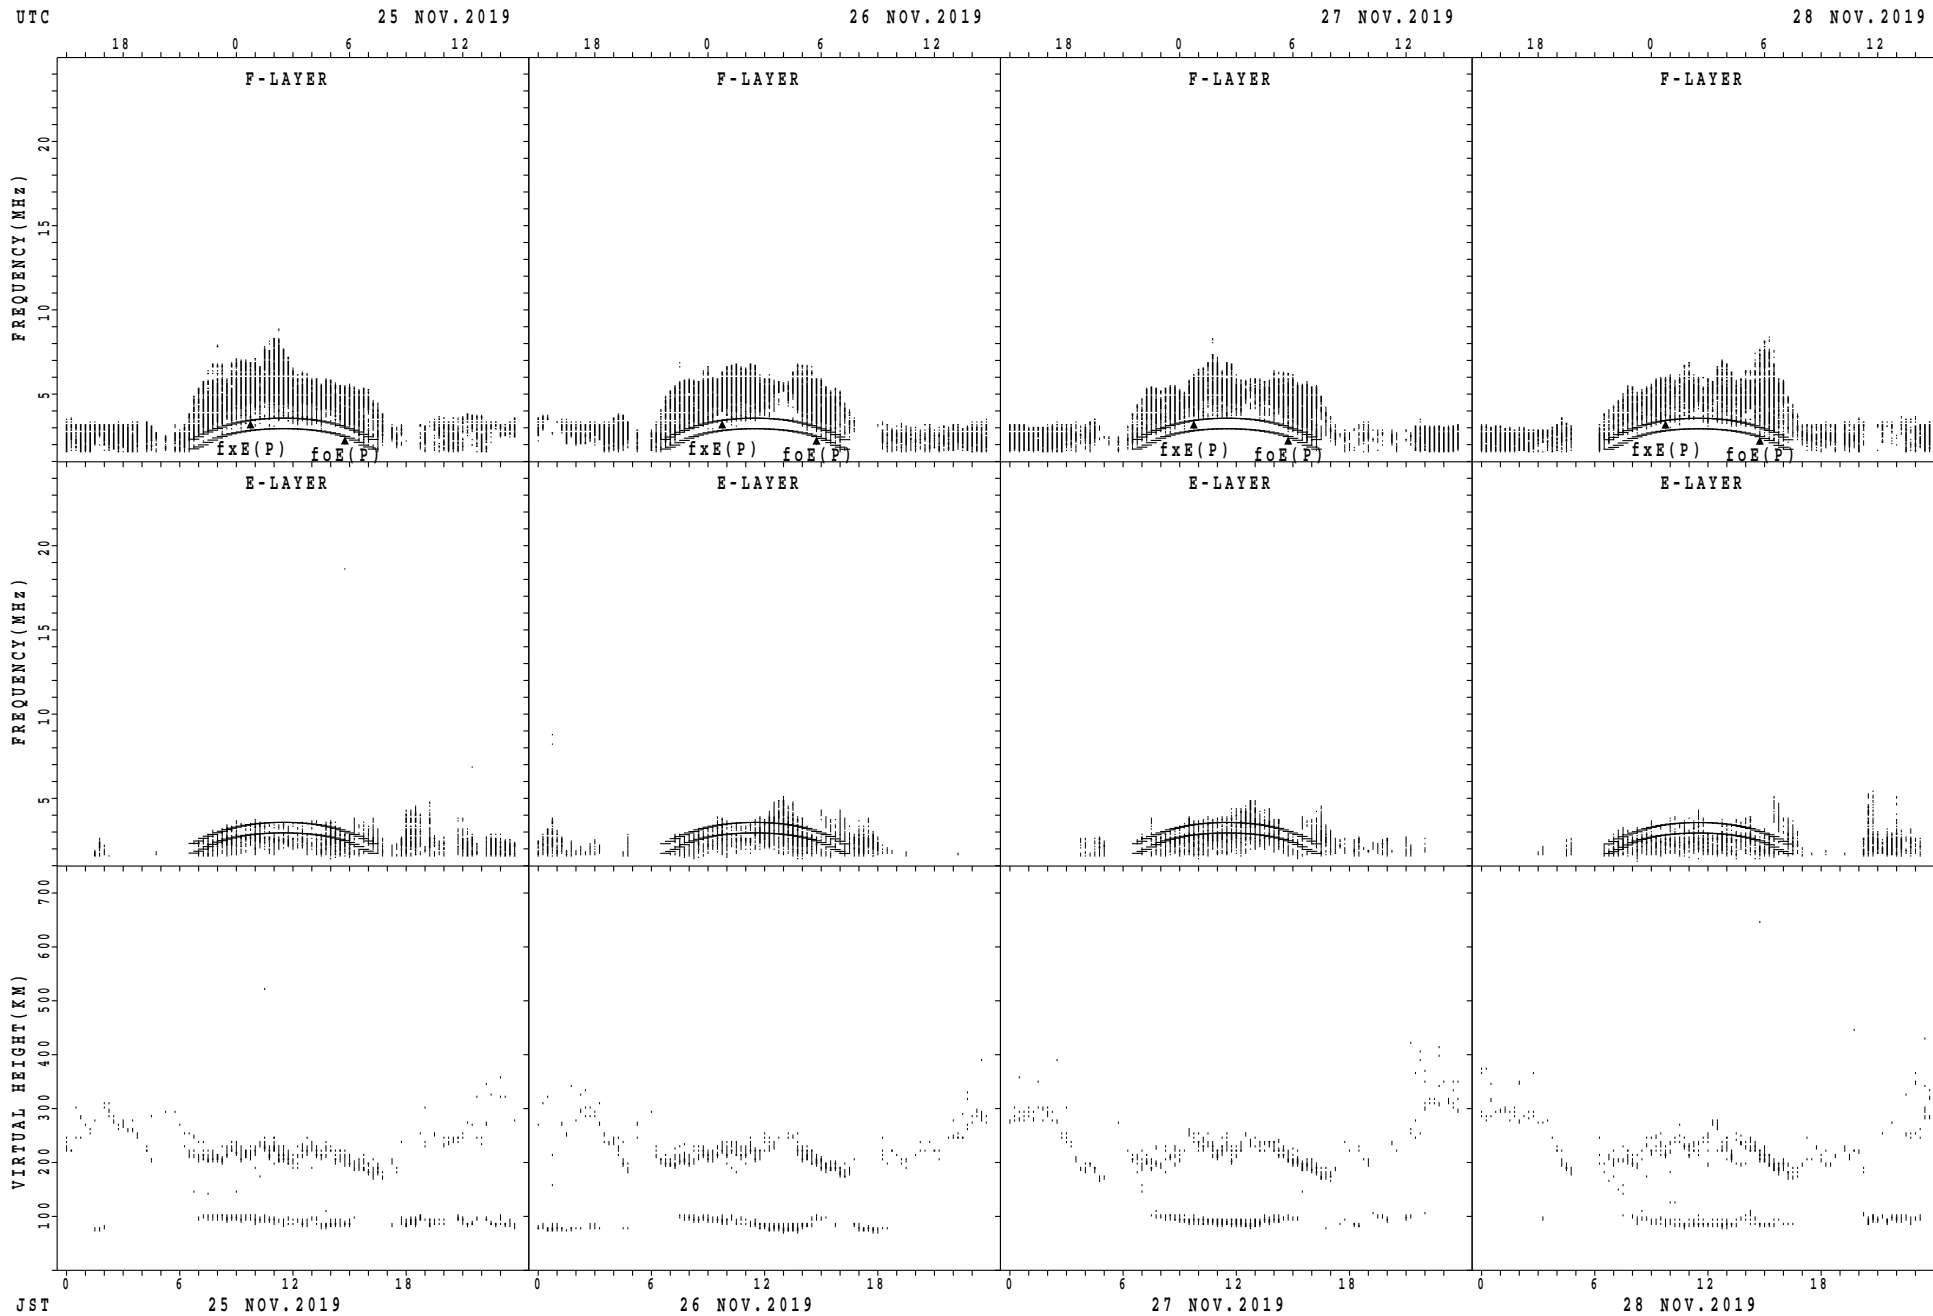 UTC 25 NOV.2019 26 NOV.2019 27 NOV.2019 28 NOV.2019
18 0 6 12 18 0 6 12 18 0 6 12 18 0 6 12
F-LAYER F-LAYER F-LAYER F-LAYER
FREQUENCY(MHz)
20
15
10
5
fxE(P) foE(P) fxE(P) foE(P) fxE(P) foE(P) fxE(P) foE(P)
E-LAYER E-LAYER E-LAYER E-LAYER
FREQUENCY(MHz)
20
15
10
5
VIRTUAL HEIGHT(KM)
700
600
500
400
300
200
100
0 6 12 18 0 6 12 18 0 6 12 18 0 6 12 18
JST 25 NOV.2019 26 NOV.2019 27 NOV.2019 28 NOV.2019